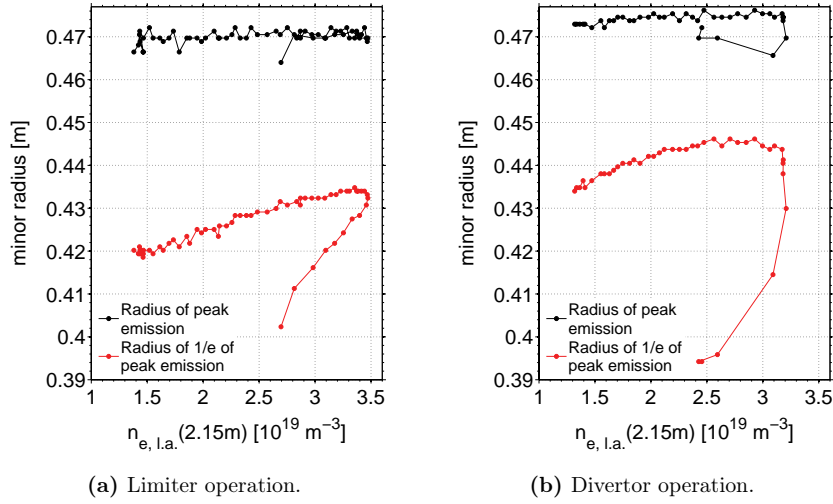 0.47
0.46
0.45
0.44
0.43
0.42
0.41
0.4
0.39
minor radius [m]
Radius of peak
emission
Radius of 1/e of
peak emission
1 1.5 2 2.5 3 3.5
n_{e, l.a.}(2.15m) [10^{19} m^{-3}]
(a) Limiter operation.
0.47
0.46
0.45
0.44
0.43
0.42
0.41
0.4
0.39
minor radius [m]
Radius of peak
emission
Radius of 1/e of
peak emission
1 1.5 2 2.5 3 3.5
n_{e, l.a.}(2.15m) [10^{19} m^{-3}]
(b) Divertor operation.